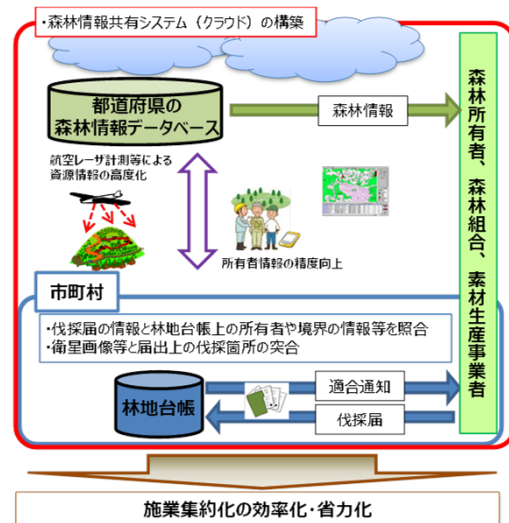 ・森林情報共有システム（クラウド）の構築
都道府県の
森林情報データベース
森林情報
森林所有者、森林組合、素材生産事業者
航空レーザ計測等による
資源情報の高度化
所有者情報の精度向上
市町村
・伐採届の情報と林地台帳上の所有者や境界の情報等を照合
・衛星画像等と届出上の伐採箇所の突合
林地台帳
適合通知
伐採届
施業集約化の効率化・省力化